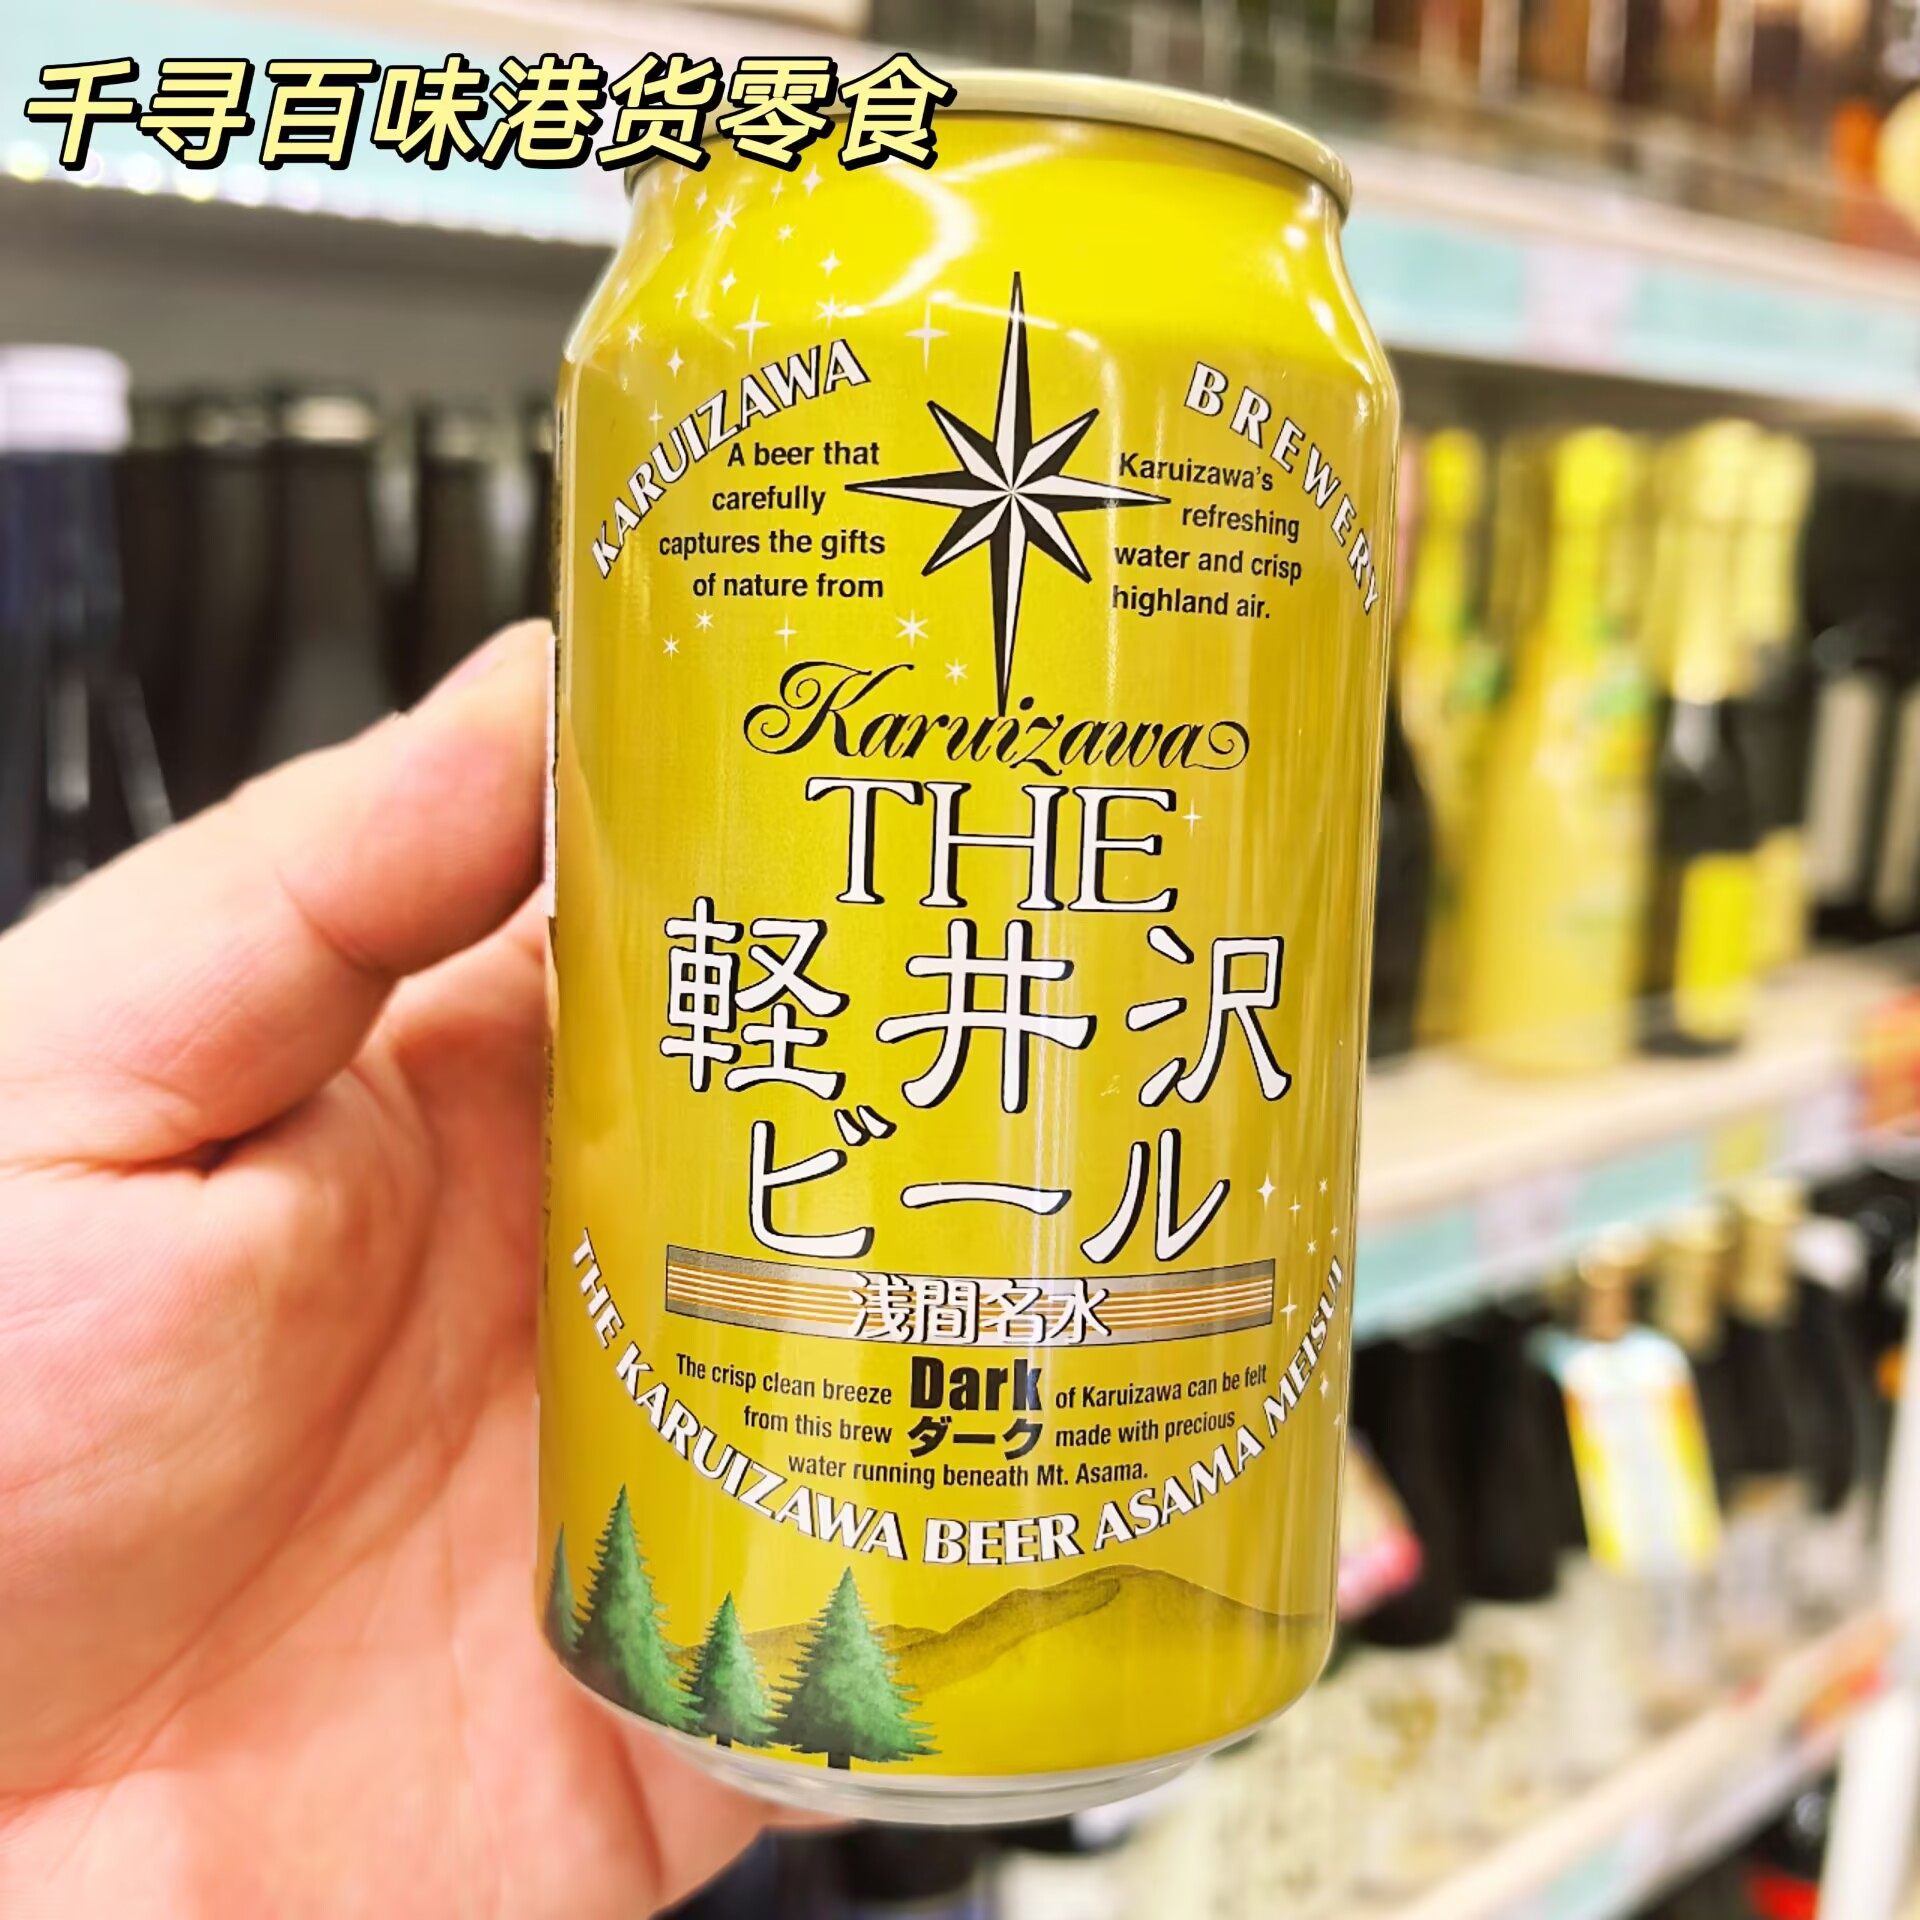 千寻百味港货零食
KARUIZAWA BREWERY
A beer that
carefully
captures the gifts
of nature from
Karuizawa's
refreshing
water and crisp
highland air.
Karuizawa
THE
軽井沢
ビール
浅間名水
The crisp clean breeze Dark of Karuizawa can be felt
from this brew ダーク made with precious
water running beneath Mt. Asama.
THE KARUIZAWA BEER ASAMA MEISUI